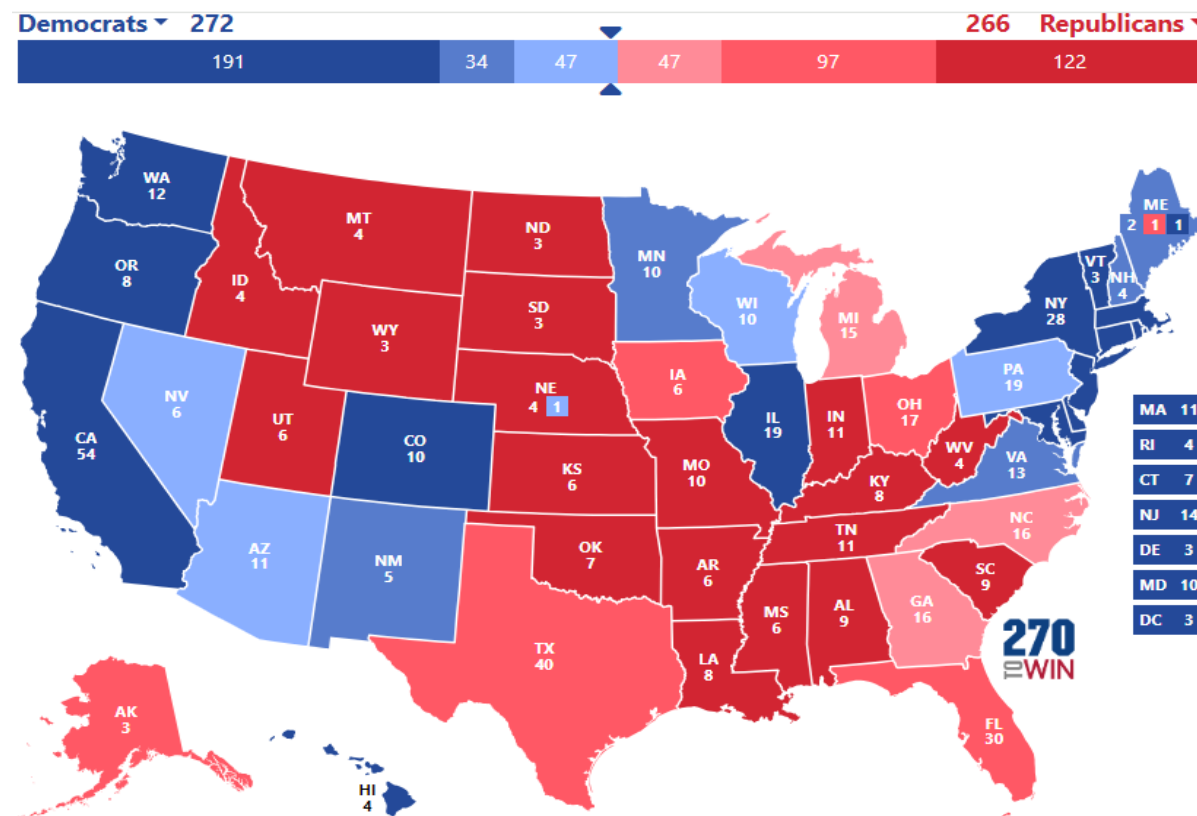 Democrats 272
266 Republicans
191 34 47 47 97 122
WA
12
OR
8
CA
54
NV
6
ID
4
MT
4
WY
3
UT
6
AZ
11
CO
10
NM
5
ND
3
SD
3
NE
4 1
KS
6
OK
7
TX
40
MN
10
IA
6
MO
10
AR
6
LA
8
WI
10
IL
19
MI
15
IN
11
OH
17
KY
8
TN
11
MS
6
AL
9
GA
16
FL
30
SC
9
NC
16
VA
13
WV
4
PA
19
NY
28
VT
3
NH
4
ME
2 1 1
MA 11
RI 4
CT 7
NJ 14
DE 3
MD 10
DC 3
AK
3
HI
4
270
TO WIN